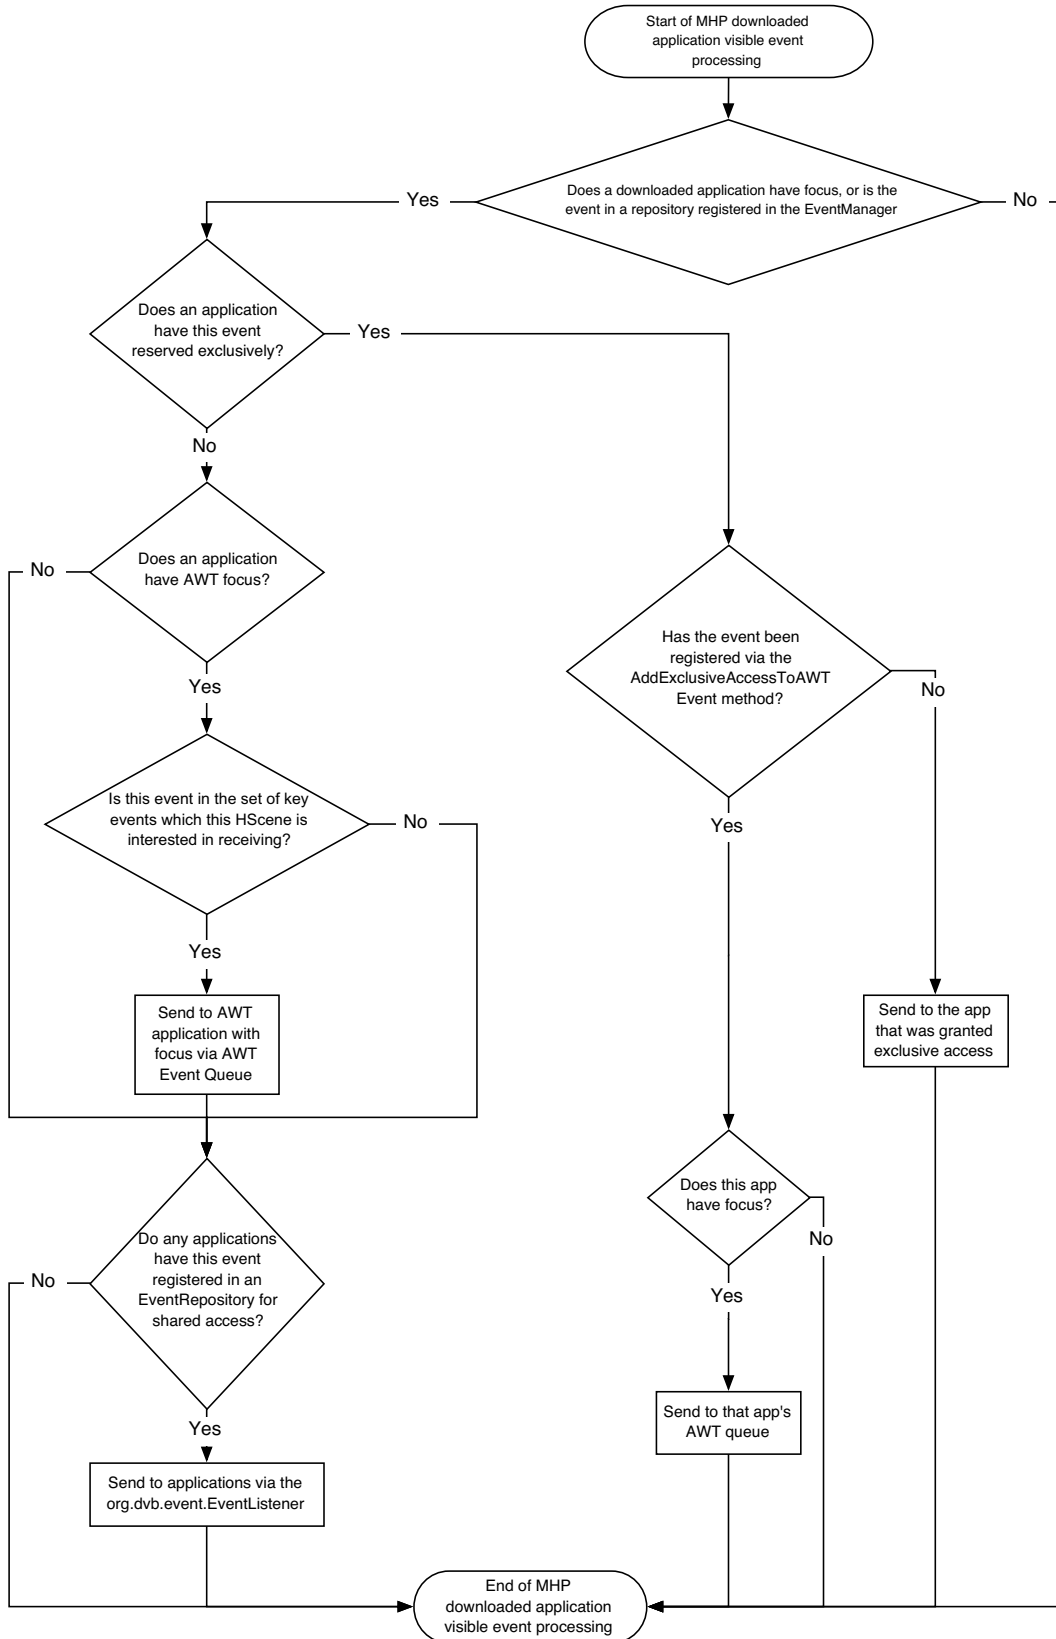 Start of MHP downloaded
application visible event
processing
Does a downloaded application have focus, or is the
event in a repository registered in the EventManager
Yes
No
Does an application
have this event
reserved exclusively?
Yes
No
Does an application
have AWT focus?
No
Yes
Has the event been
registered via the
AddExclusiveAccessToAWT
Event method?
No
Yes
Is this event in the set of key
events which this HScene is
interested in receiving?
No
Yes
Send to AWT
application with
focus via AWT
Event Queue
Send to the app
that was granted
exclusive access
Does this app
have focus?
No
Yes
Do any applications
have this event
registered in an
EventRepository for
shared access?
No
Yes
Send to that app's
AWT queue
Send to applications via the
org.dvb.event.EventListener
End of MHP
downloaded application
visible event processing